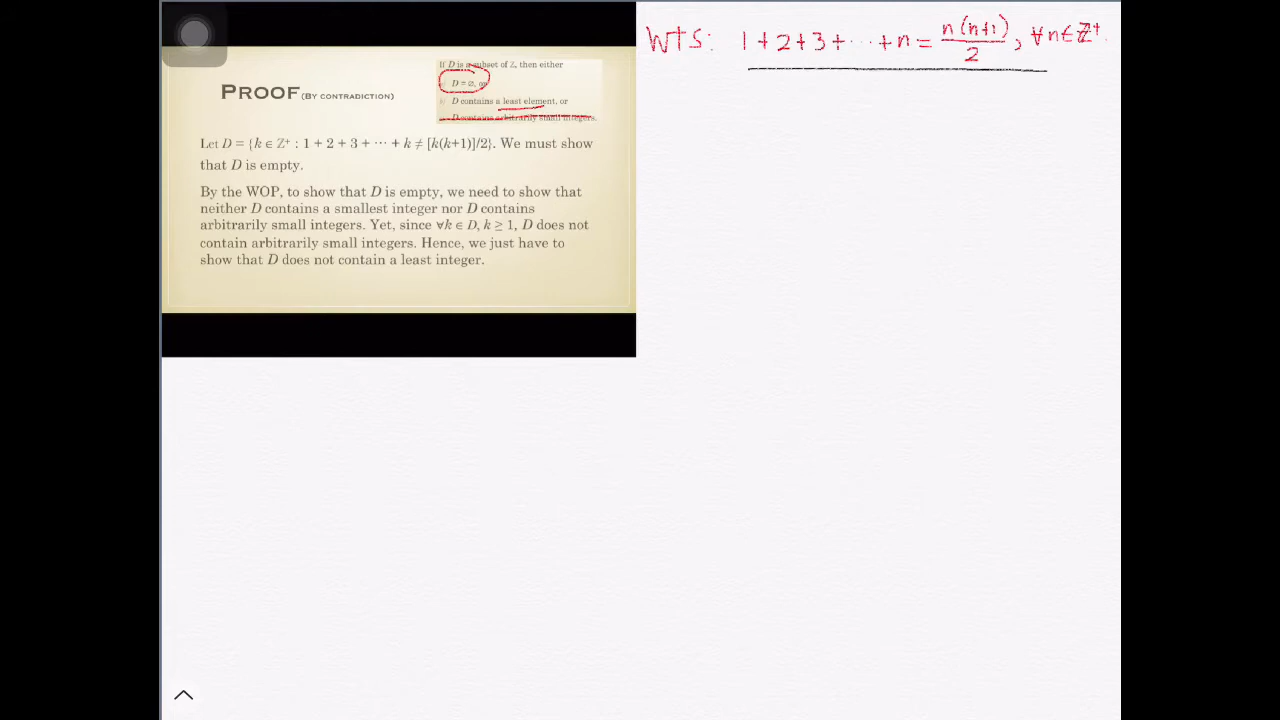 If D is a subset of ℤ, then either
D = ∅, or
D contains a least element, or
D contains arbitrarily small integers.
PROOF (BY CONTRADICTION)
Let D = {k ∈ ℤ⁺ : 1 + 2 + 3 + ⋯ + k ≠ [k(k+1)]/2}. We must show
that D is empty.
By the WOP, to show that D is empty, we need to show that
neither D contains a smallest integer nor D contains
arbitrarily small integers. Yet, since ∀k ∈ D, k ≥ 1, D does not
contain arbitrarily small integers. Hence, we just have to
show that D does not contain a least integer.
WTS: 1 + 2 + 3 + ⋯ + n = n(n+1)/2, ∀n ∈ ℤ⁺.